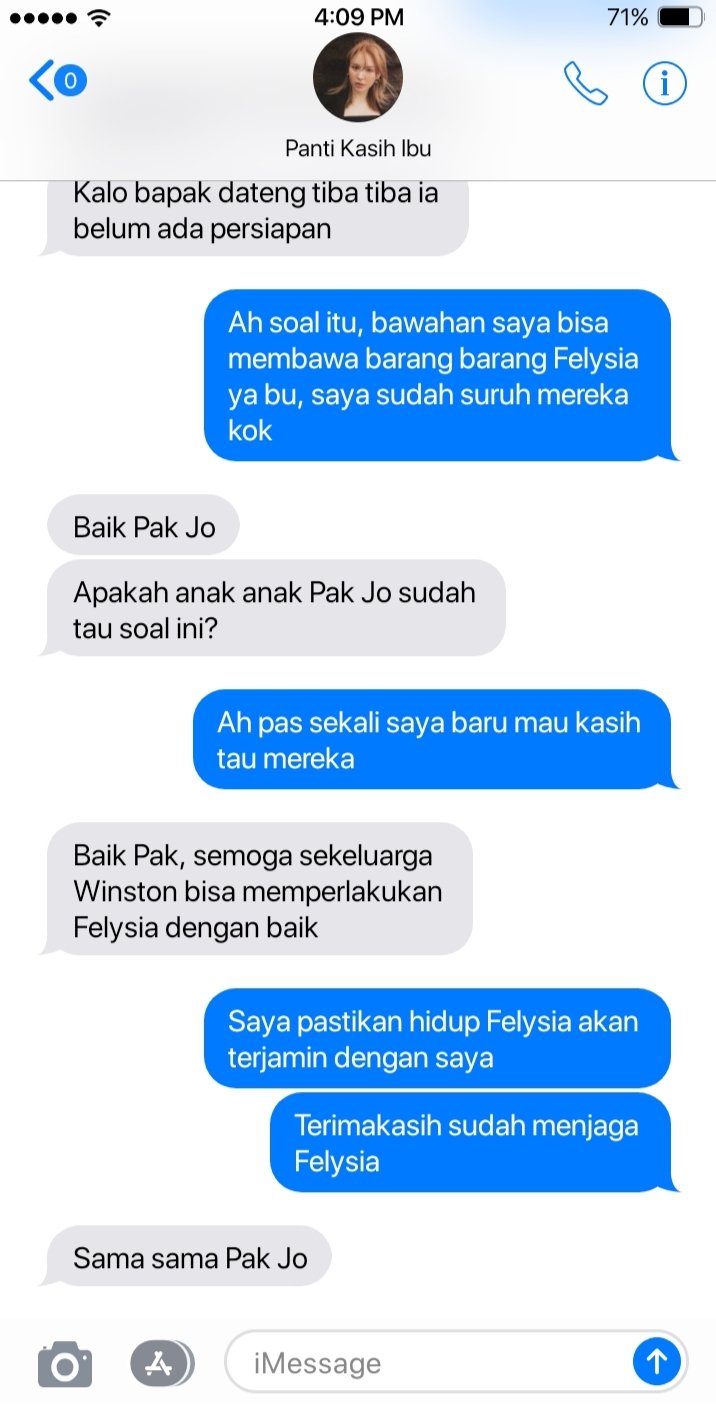 4:09 PM
71%
0
Panti Kasih Ibu
Kalo bapak dateng tiba tiba ia
belum ada persiapan
Ah soal itu, bawahan saya bisa
membawa barang barang Felysia
ya bu, saya sudah suruh mereka
kok
Baik Pak Jo
Apakah anak anak Pak Jo sudah
tau soal ini?
Ah pas sekali saya baru mau kasih
tau mereka
Baik Pak, semoga sekeluarga
Winston bisa memperlakukan
Felysia dengan baik
Saya pastikan hidup Felysia akan
terjamin dengan saya
Terimakasih sudah menjaga
Felysia
Sama sama Pak Jo
iMessage